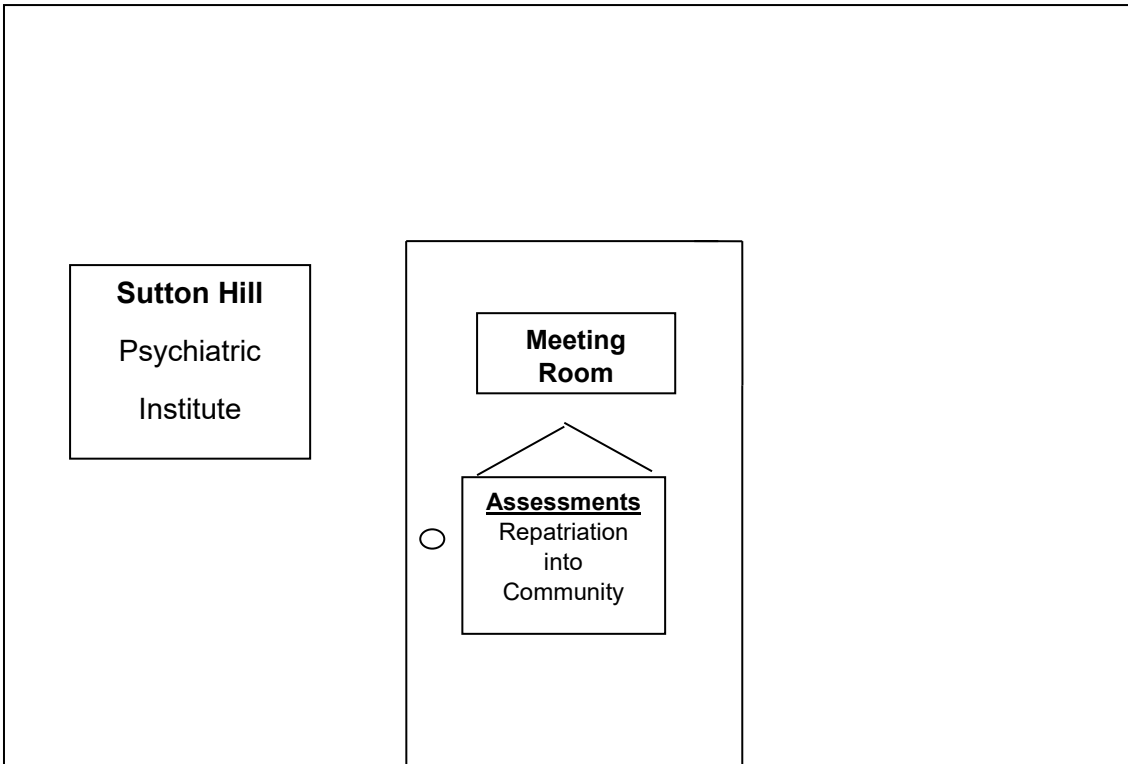 Sutton Hill
Psychiatric
Institute
Meeting
Room
Assessments
Repatriation
into
Community